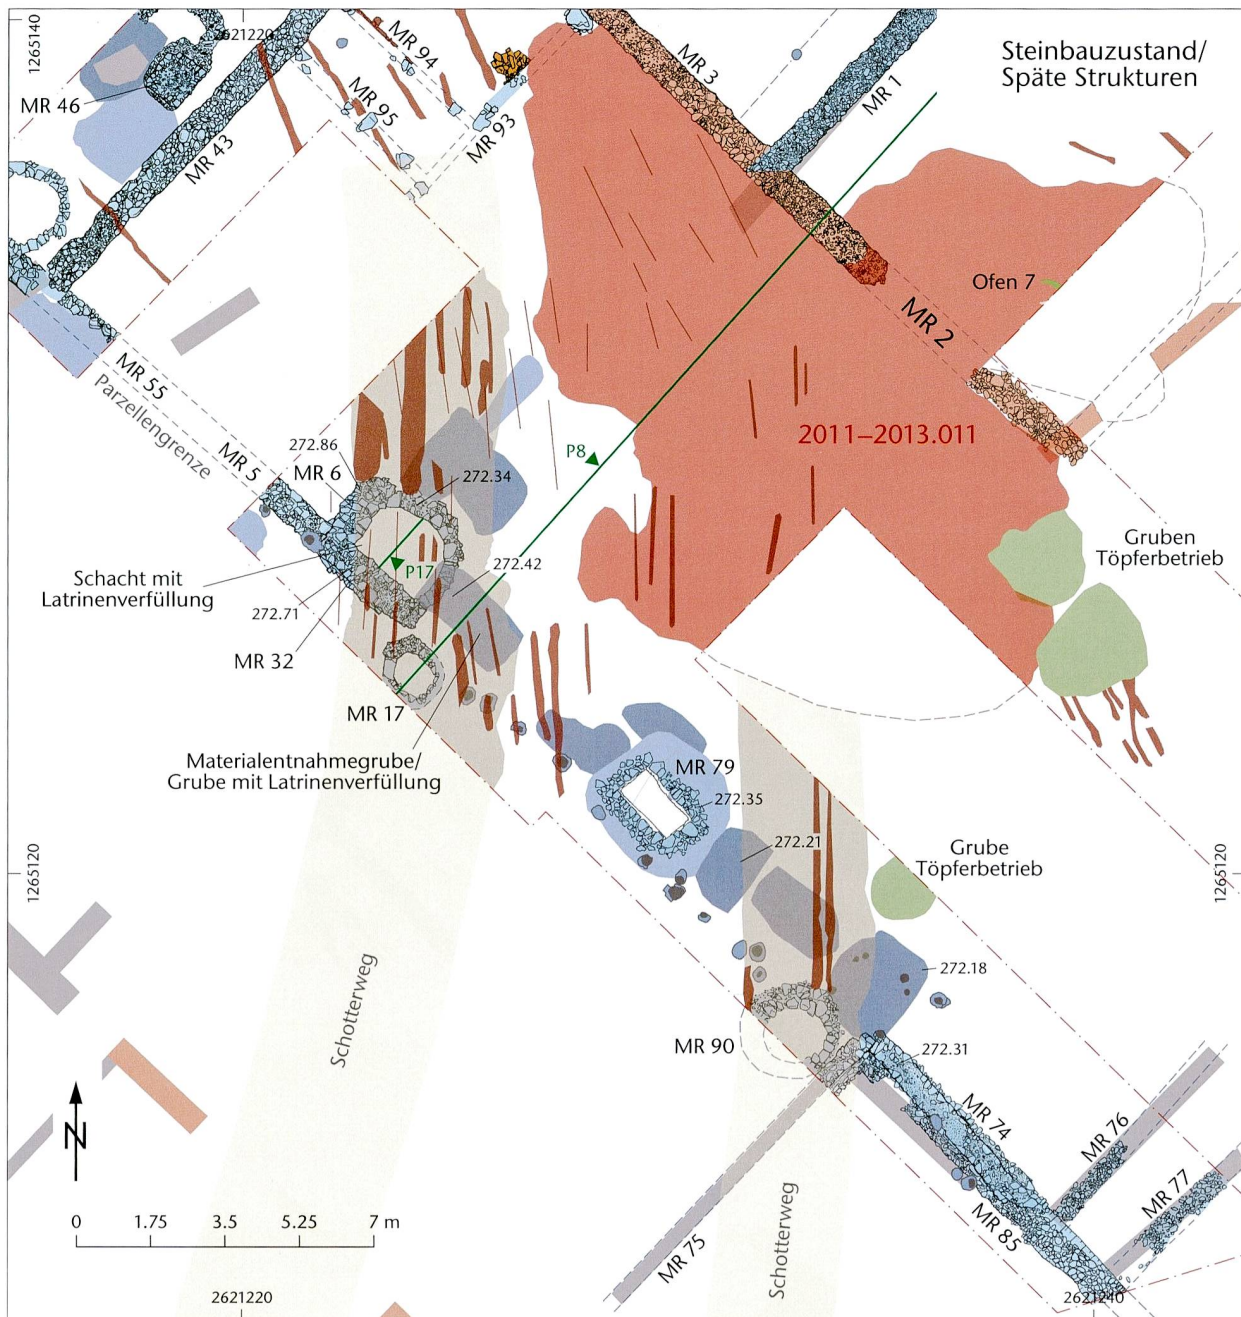 1265140
2621220
MR 94
MR 3
MR 1
Steinbauzustand/
Späte Strukturen
MR 46
MR 95
MR 93
MR 43
Ofen 7
MR 2
MR 55
Parzellengrenze
2011–2013.011
P8
272.86
MR 5
MR 6
272.34
Gruben
Töpferbetrieb
272.42
P17
Schacht mit
Latrinenverfüllung
272.71
MR 32
MR 17
Materialentnahmegrube/
Grube mit Latrinenverfüllung
MR 79
272.35
272.21
Grube
Töpferbetrieb
1265120
1265120
272.18
Schotterweg
MR 90
272.31
MR 74
MR 76
N
MR 77
0 1.75 3.5 5.25 7 m
MR 85
MR 75
Schotterweg
2621220
2621240